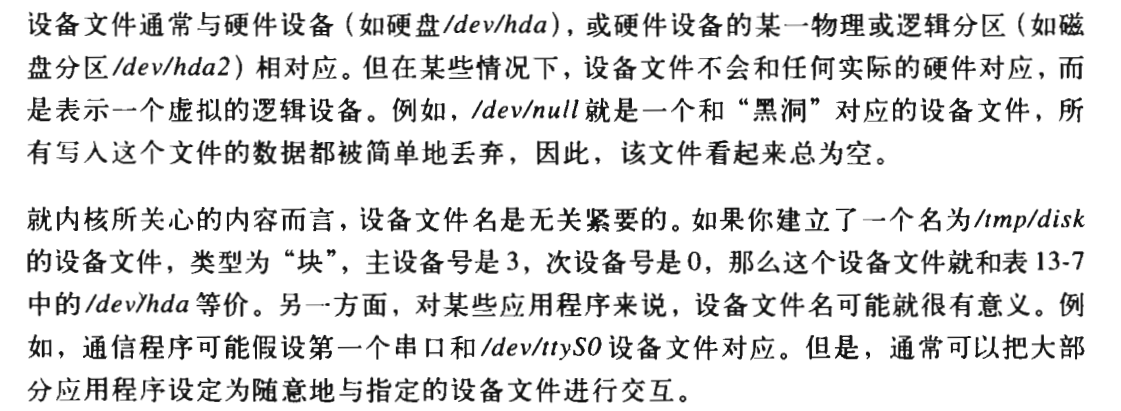 设备文件通常与硬件设备（如硬盘/dev/hda），或硬件设备的某一物理或逻辑分区（如磁
盘分区/dev/hda2）相对应。但在某些情况下，设备文件不会和任何实际的硬件对应，而
是表示一个虚拟的逻辑设备。例如，/dev/null就是一个和“黑洞”对应的设备文件，所
有写入这个文件的数据都被简单地丢弃，因此，该文件看起来总为空。
就内核所关心的内容而言，设备文件名是无关紧要的。如果你建立了一个名为/tmp/disk
的设备文件，类型为“块”，主设备号是3，次设备号是0，那么这个设备文件就和表13-7
中的/dev/hda等价。另一方面，对某些应用程序来说，设备文件名可能就很有意义。例
如，通信程序可能假设第一个串口和/dev/ttyS0设备文件对应。但是，通常可以把大部
分应用程序设定为随意地与指定的设备文件进行交互。